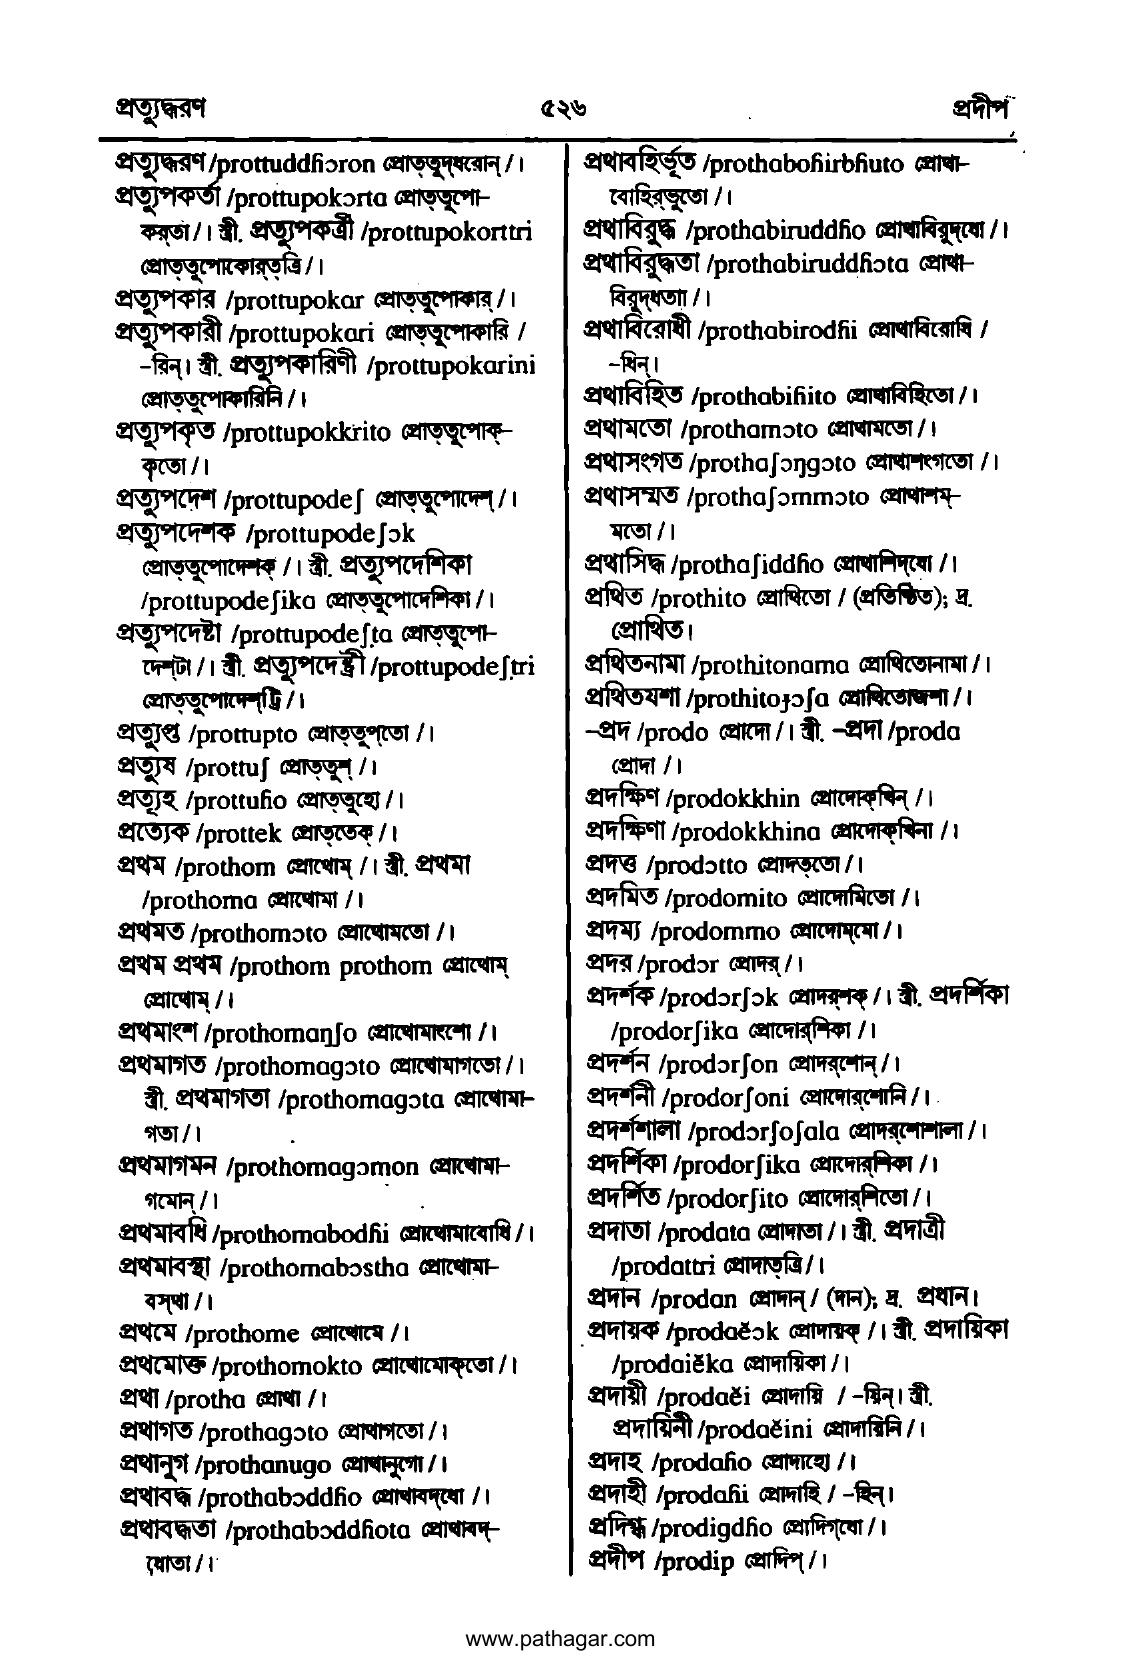 প্রত্যুদ্ধরণ
৫২৬
প্রদীপ
প্রত্যুদ্ধরণ /prottuddɦɔron প্রোত্‌তুদ্‌ধরোন্ /।
প্রত্যুপকর্তা /prottupokɔrta প্রোত্‌তুপো-
করতা /। স্ত্রী. প্রত্যুপকর্ত্রী /prottupokorttri
প্রোত্‌তুপোকোর্‌ত্‌ত্রি /।
প্রত্যুপকার /prottupokar প্রোত্‌তুপোকার্ /।
প্রত্যুপকারী /prottupokari প্রোত্‌তুপোকারি /
-রিন্। স্ত্রী. প্রত্যুপকারিণী /prottupokarini
প্রোত্‌তুপোকারিনি /।
প্রত্যুপকৃত /prottupokkrito প্রোত্‌তুপোক্-
কৃতো /।
প্রত্যুপদেশ /prottupodeʃ প্রোত্‌তুপোদেশ্ /।
প্রত্যুপদেশক /prottupodeʃɔk
প্রোত্‌তুপোদেশক্ /। স্ত্রী. প্রত্যুপদেশিকা
/prottupodeʃika প্রোত্‌তুপোদেশিকা /।
প্রত্যুপদেষ্টা /prottupodeʃṭa প্রোত্‌তুপো-
দেশ্‌টা /। স্ত্রী. প্রত্যুপদেষ্ট্রী /prottupodeʃṭri
প্রোত্‌তুপোদেশ্‌ট্রি /।
প্রত্যুপ্ত /prottupto প্রোত্‌তুপ্‌তো /।
প্রত্যুষ /prottuʃ প্রোত্‌তুশ্ /।
প্রত্যূহ /prottuɦo প্রোত্‌তুহো /।
প্রত্যেক /prottek প্রোত্‌তেক্ /।
প্রথম /prothom প্রোথোম্ /। স্ত্রী. প্রথমা
/prothoma প্রোথোমা /।
প্রথমত /prothomɔto প্রোথোমতো /।
প্রথম প্রথম /prothom prothom প্রোথোম্
প্রোথোম্ /।
প্রথমাংশ /prothomaŋʃo প্রোথোমাংশো /।
প্রথমাগত /prothomagɔto প্রোথোমাগতো /।
স্ত্রী. প্রথমাগতা /prothomagɔta প্রোথোমা-
গতা /।
প্রথমাগমন /prothomagɔmon প্রোথোমা-
গমোন্ /।
প্রথমাবধি /prothomabodɦi প্রোথোমাবোধি /।
প্রথমাবস্থা /prothomabɔstha প্রোথোমা-
বস্‌থা /।
প্রথমে /prothome প্রোথোমে /।
প্রথমোক্ত /prothomokto প্রোথোমোক্‌তো /।
প্রথা /protha প্রোথা /।
প্রথাগত /prothagɔto প্রোথাগতো /।
প্রথানুগ /prothanugo প্রোথানুগো /।
প্রথাবদ্ধ /prothabɔddɦo প্রোথাবদ্‌ধো /।
প্রথাবদ্ধতা /prothabɔddɦota প্রোথাবদ্-
ধোতা /।
প্রথাবহির্ভূত /prothaboɦirbɦuto প্রোথা-
বোহির্‌ভুতো /।
প্রথাবিরুদ্ধ /prothabiruddɦo প্রোথাবিরুদ্‌ধো /।
প্রথাবিরুদ্ধতা /prothabiruddɦɔta প্রোথা-
বিরুদ্‌ধতা /।
প্রথাবিরোধী /prothabirodɦi প্রোথাবিরোধি /
-ধিন্।
প্রথাবিহিত /prothabiɦito প্রোথাবিহিতো /।
প্রথামতো /prothamɔto প্রোথামতো /।
প্রথাসংগত /prothaʃɔŋgɔto প্রোথাশংগতো /।
প্রথাসম্মত /prothaʃɔmmɔto প্রোথাশম্-
মতো /।
প্রথাসিদ্ধ /prothaʃiddɦo প্রোথাশিদ্‌ধো /।
প্রথিত /prothito প্রোথিতো / (প্রতিষ্ঠিত); দ্র.
প্রোথিত।
প্রথিতনামা /prothitonama প্রোথিতোনামা /।
প্রথিতযশা /prothitoɟɔʃa প্রোথিতোজশা /।
-প্রদ /prodo প্রোদো /। স্ত্রী. -প্রদা /proda
প্রোদা /।
প্রদক্ষিণ /prodokkhin প্রোদোক্‌খিন্ /।
প্রদক্ষিণা /prodokkhina প্রোদোক্‌খিনা /।
প্রদত্ত /prodɔtto প্রোদত্‌তো /।
প্রদমিত /prodomito প্রোদোমিতো /।
প্রদম্য /prodommo প্রোদোম্‌মো /।
প্রদর /prodɔr প্রোদর্ /।
প্রদর্শক /prodɔrʃɔk প্রোদর্‌শক্ /। স্ত্রী. প্রদর্শিকা
/prodorʃika প্রোদোর্‌শিকা /।
প্রদর্শন /prodɔrʃon প্রোদর্‌শোন্ /।
প্রদর্শনী /prodorʃoni প্রোদোর্‌শোনি /।
প্রদর্শশালা /prodɔrʃoʃala প্রোদর্‌শোশালা /।
প্রদর্শিকা /prodorʃika প্রোদোর্‌শিকা /।
প্রদর্শিত /prodorʃito প্রোদোর্‌শিতো /।
প্রদাতা /prodata প্রোদাতা /। স্ত্রী. প্রদাত্রী
/prodattri প্রোদাত্‌ত্রি /।
প্রদান /prodan প্রোদান্ / (দান); দ্র. প্রধান।
প্রদায়ক /prodaĕɔk প্রোদায়ক্ /। স্ত্রী. প্রদায়িকা
/prodaiĕka প্রোদায়িকা /।
প্রদায়ী /prodaĕi প্রোদায়ি / -য়িন্। স্ত্রী.
প্রদায়িনী /prodaĕini প্রোদায়িনি /।
প্রদাহ /prodaɦo প্রোদাহো /।
প্রদাহী /prodaɦi প্রোদাহি / -হিন্।
প্রদিগ্ধ /prodigdɦo প্রোদিগ্‌ধো /।
প্রদীপ /prodip প্রোদিপ্ /।
www.pathagar.com